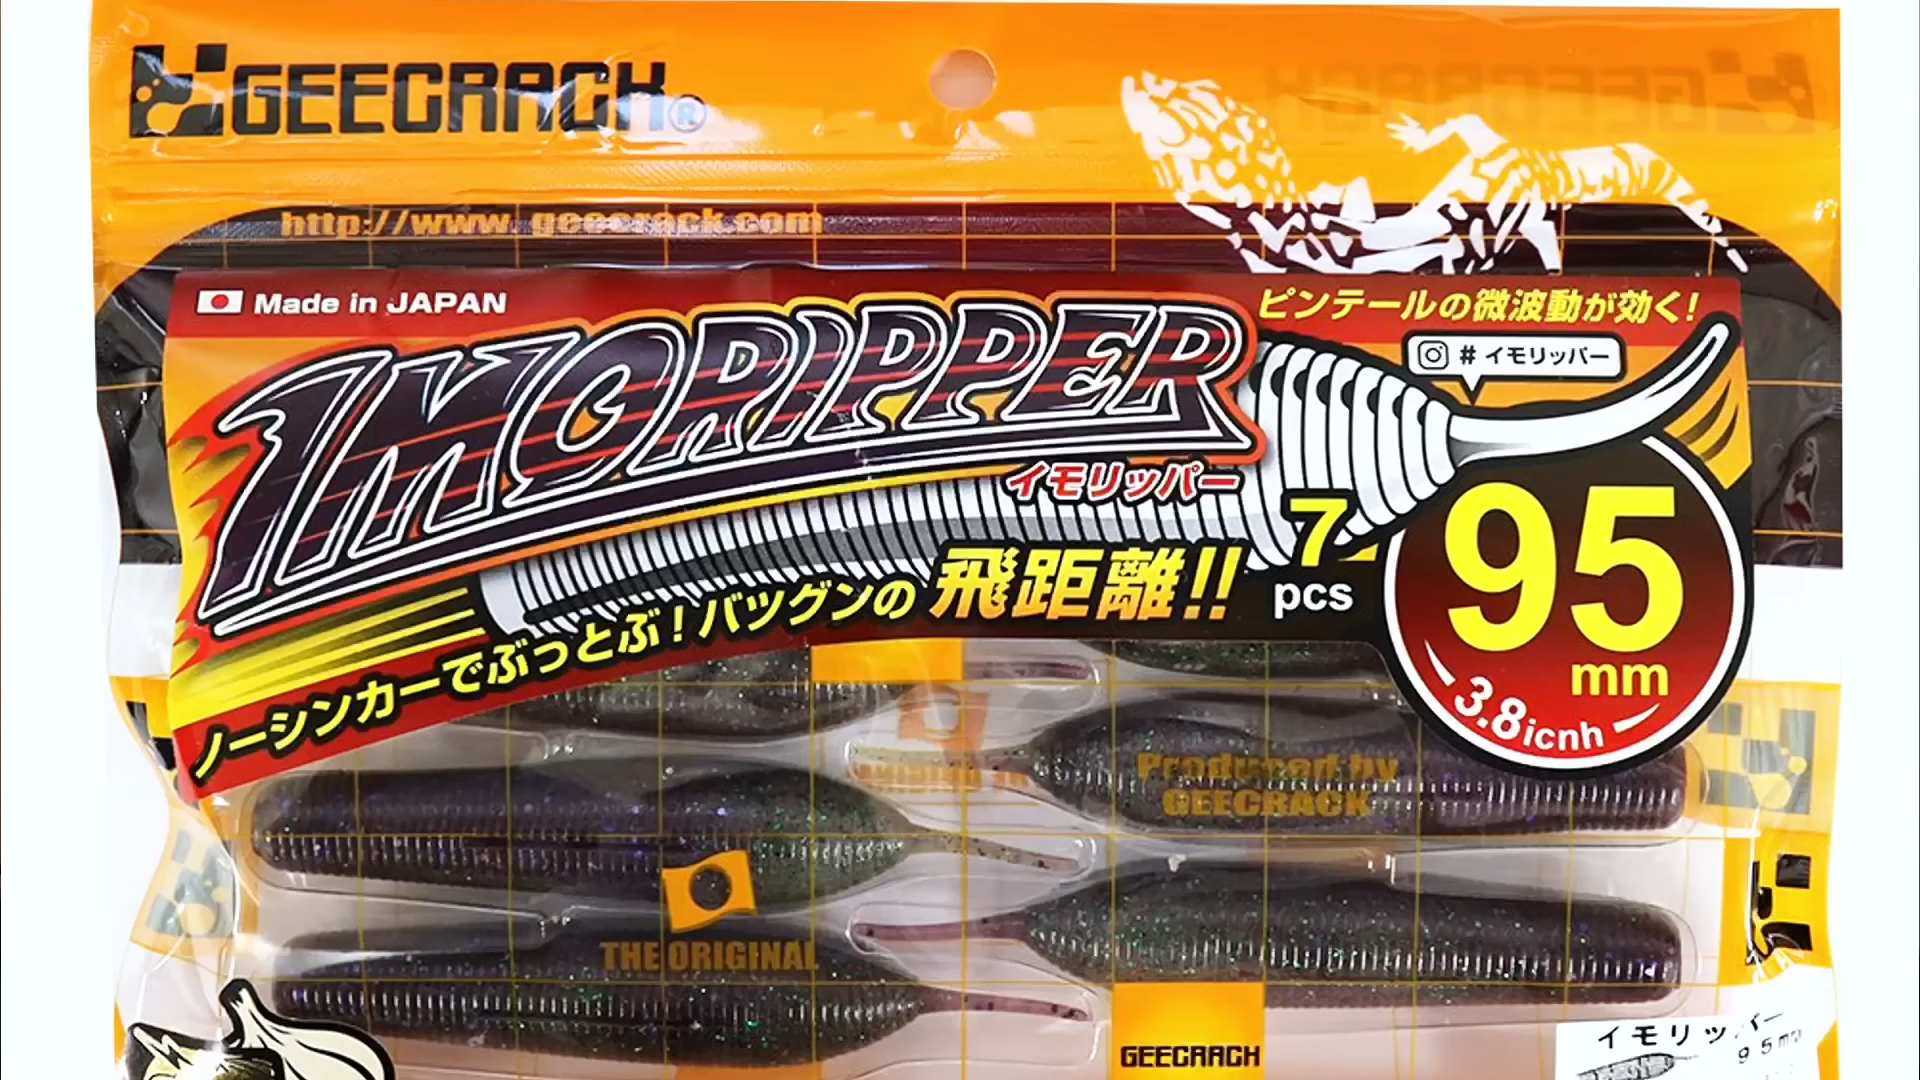 GEECRACK®
http://www.geecrack.com
Made in JAPAN
ピンテールの微波動が効く!
# イモリッパー
IMORIPPER
イモリッパー
7
pcs
95
mm
3.8icnh
ノーシンカーでぶっとぶ!バツグンの飛距離!!
Produced by
GEECRACK
THE ORIGINAL
GEECRACK
イモリッパー
95mm